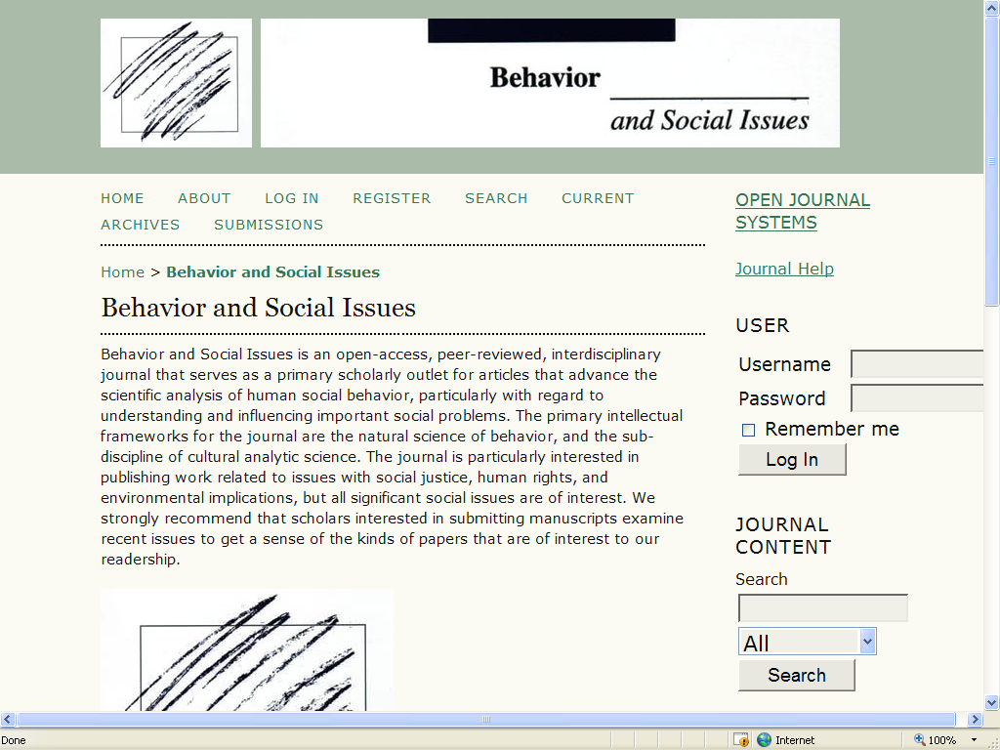 Behavior
and Social Issues
HOME ABOUT LOG IN REGISTER SEARCH CURRENT
ARCHIVES SUBMISSIONS
Home > Behavior and Social Issues
Behavior and Social Issues
Behavior and Social Issues is an open-access, peer-reviewed, interdisciplinary
journal that serves as a primary scholarly outlet for articles that advance the
scientific analysis of human social behavior, particularly with regard to
understanding and influencing important social problems. The primary intellectual
frameworks for the journal are the natural science of behavior, and the sub-
discipline of cultural analytic science. The journal is particularly interested in
publishing work related to issues with social justice, human rights, and
environmental implications, but all significant social issues are of interest. We
strongly recommend that scholars interested in submitting manuscripts examine
recent issues to get a sense of the kinds of papers that are of interest to our
readership.
OPEN JOURNAL
SYSTEMS
Journal Help
USER
Username
Password
Remember me
Log In
JOURNAL
CONTENT
Search
All
Search
Done
Internet
100%